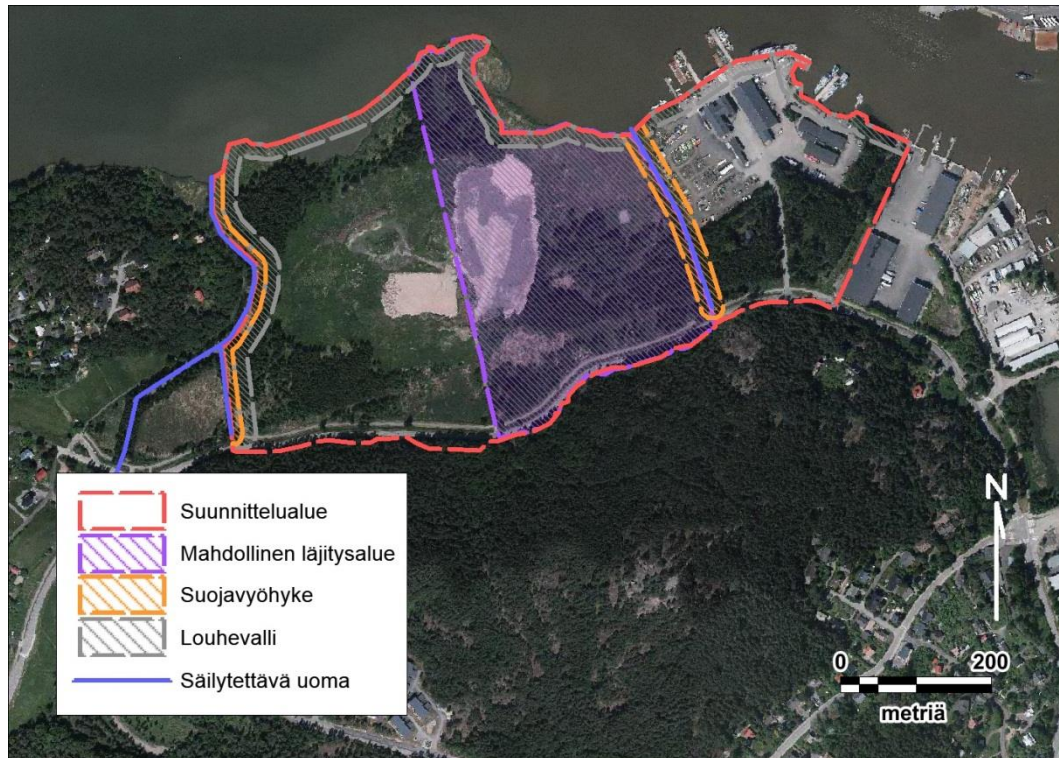 Suunnittelualue
Mahdollinen läjitysalue
Suojavyöhyke
Louhevalli
Säilytettävä uoma
N
0 200
metriä